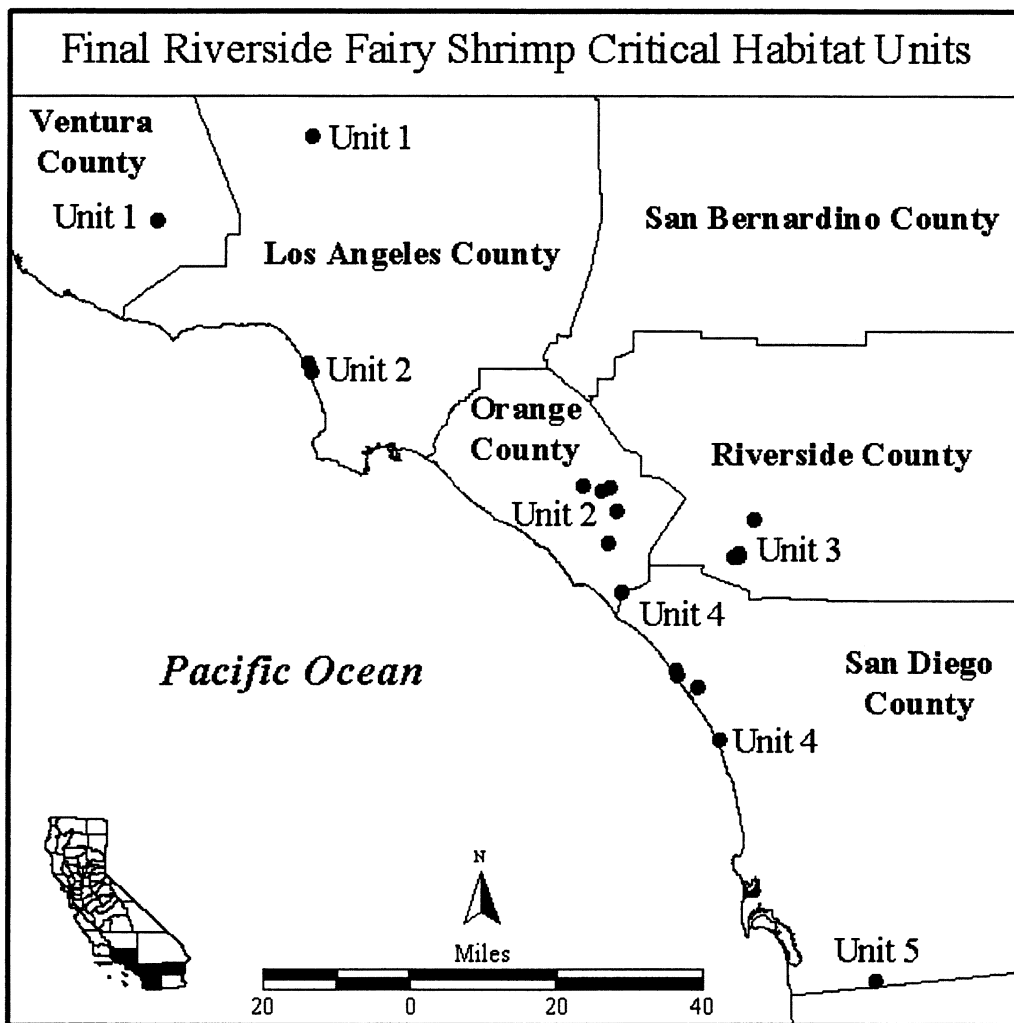 Final Riverside Fairy Shrimp Critical Habitat Units
Ventura
County
Unit 1
Unit 1
San Bernardino County
Los Angeles County
Unit 2
Orange
County
Riverside County
Unit 2
Unit 3
Unit 4
Pacific Ocean
San Diego
County
Unit 4
N
Miles
Unit 5
20 0 20 40